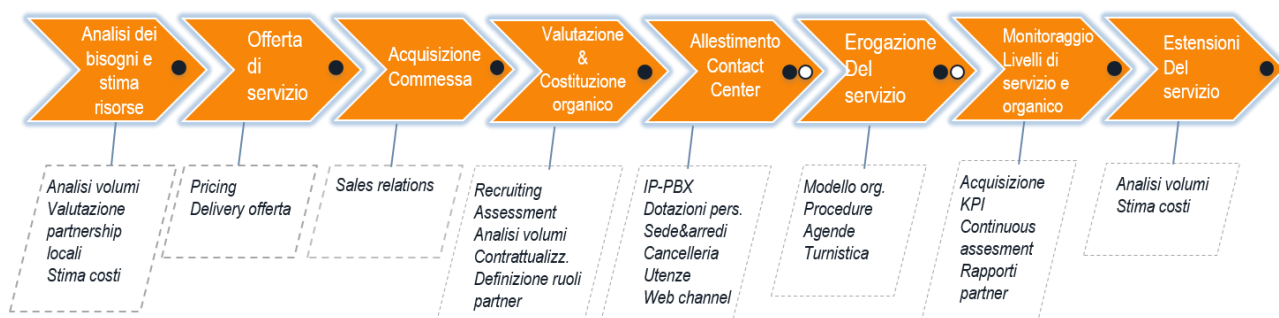 Analisi dei
bisogni e
stima
risorse
Offerta
di
servizio
Acquisizione
Commessa
Valutazione
&
Costituzione
organico
Allestimento
Contact
Center
Erogazione
Del
servizio
Monitoraggio
Livelli di
servizio e
organico
Estensioni
Del
servizio
Analisi volumi
Valutazione
partnership
locali
Stima costi
Pricing
Delivery offerta
Sales relations
Recruiting
Assessment
Analisi volumi
Contrattualizz.
Definizione ruoli
partner
IP-PBX
Dotazioni pers.
Sede&arredi
Cancelleria
Utenze
Web channel
Modello org.
Procedure
Agende
Turnistica
Acquisizione
KPI
Continuous
assesment
Rapporti
partner
Analisi volumi
Stima costi